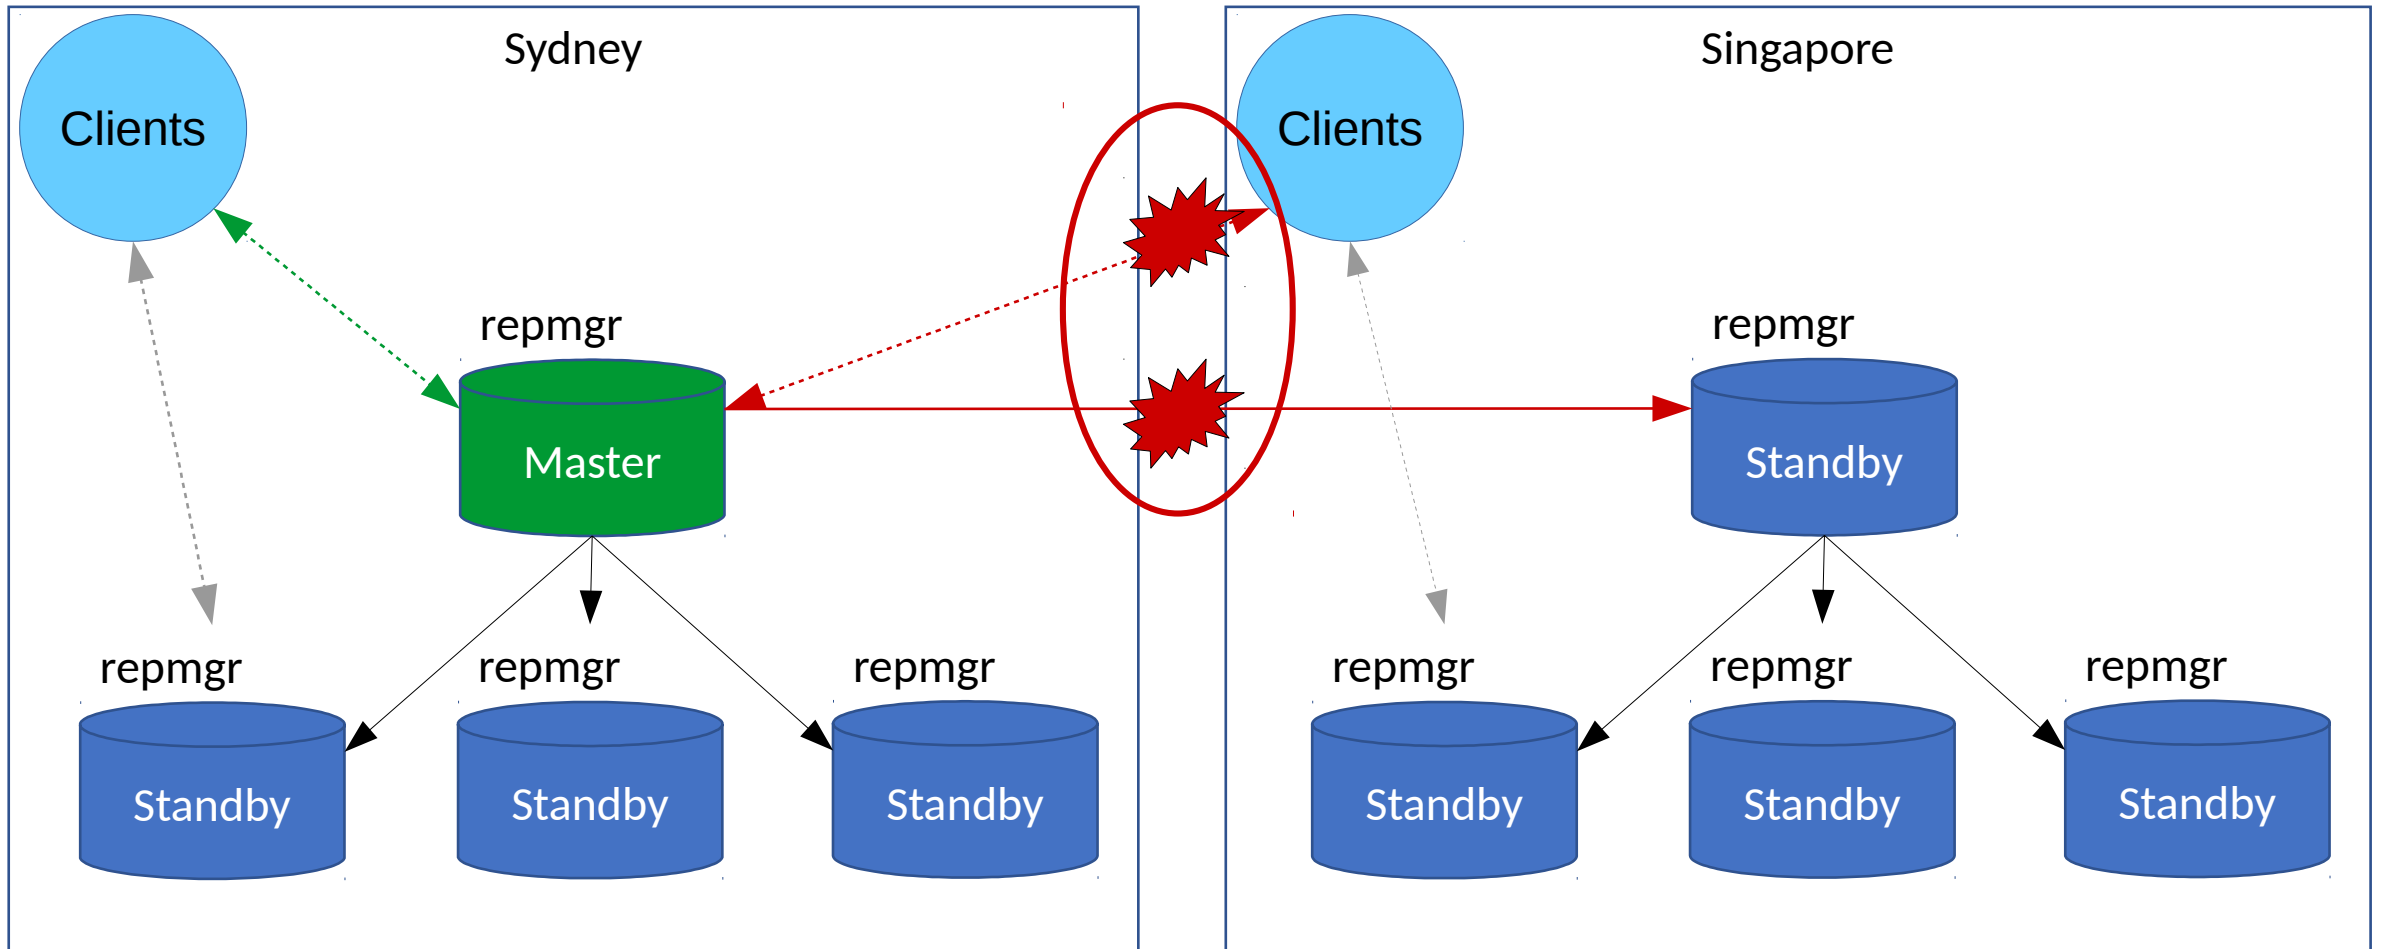 Sydney
Clients
repmgr
Master
repmgr
repmgr
repmgr
Standby
Standby
Standby
Singapore
Clients
repmgr
Standby
repmgr
repmgr
repmgr
Standby
Standby
Standby